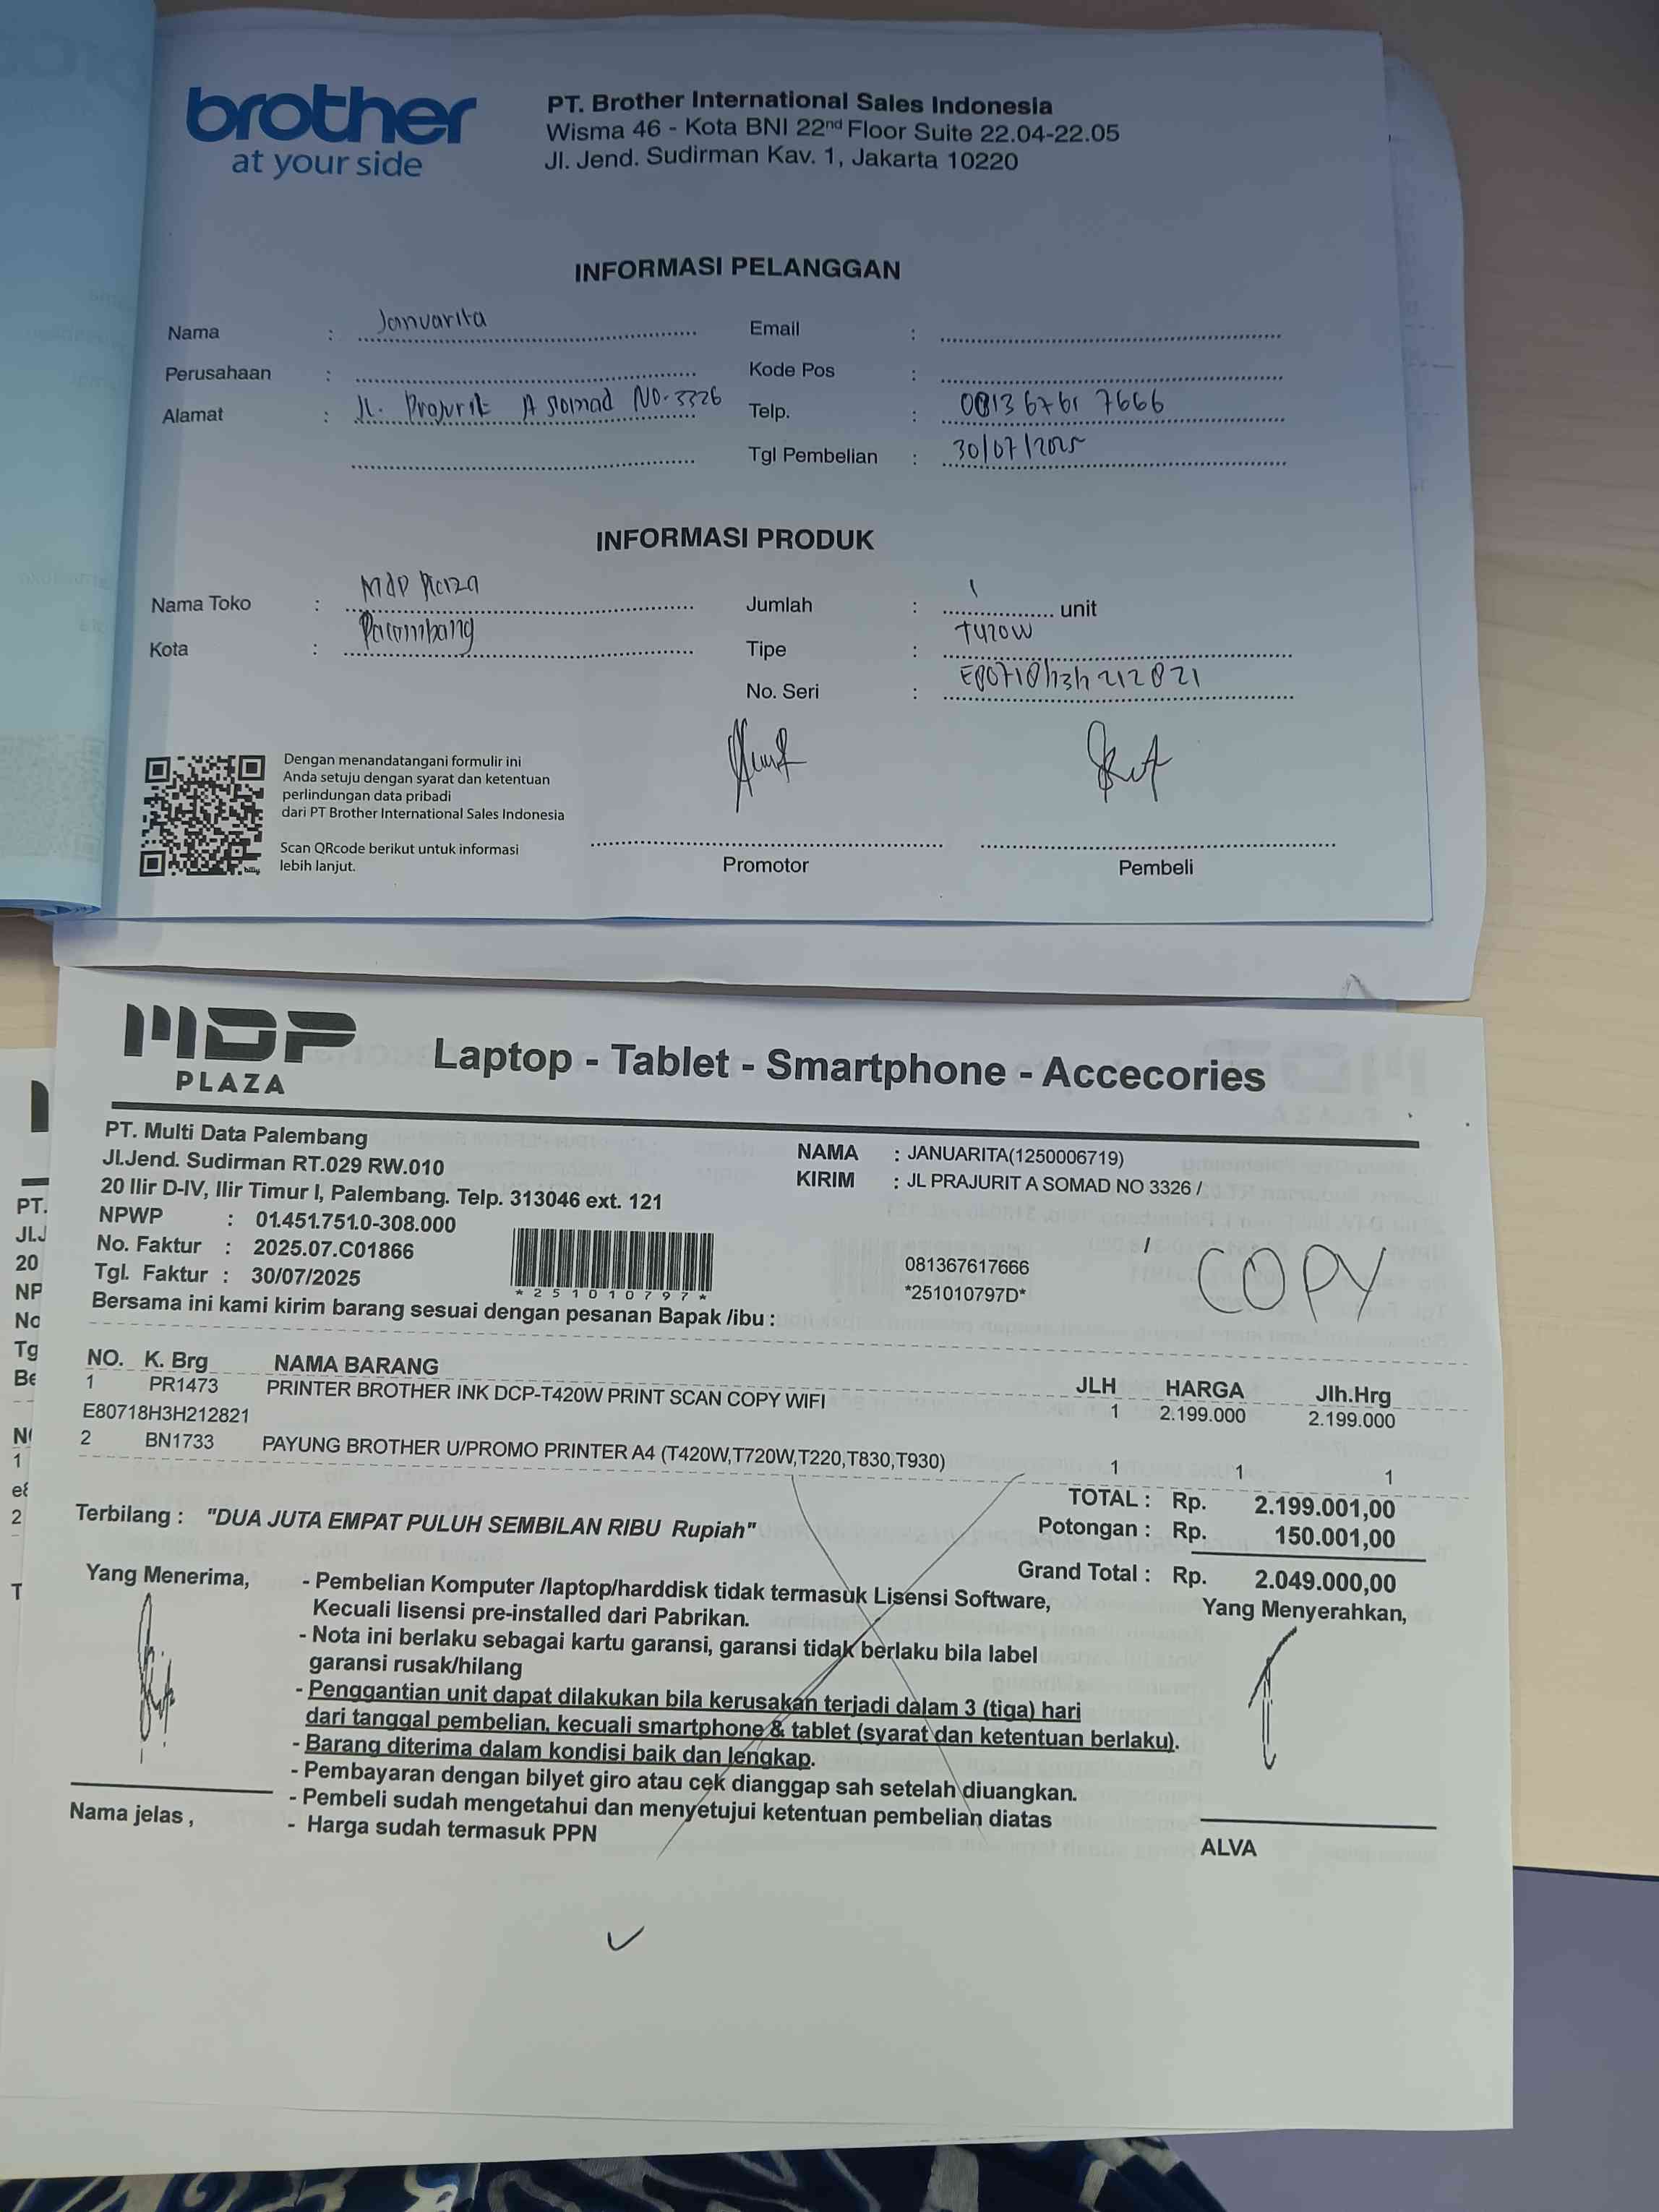 brother
at your side
PT. Brother International Sales Indonesia
Wisma 46 - Kota BNI 22nd Floor Suite 22.04-22.05
Jl. Jend. Sudirman Kav. 1, Jakarta 10220
INFORMASI PELANGGAN
Nama : Januarita
Perusahaan :
Alamat : Jl. Prajurit A Somad No. 3326
Email :
Kode Pos :
Telp. : 0813 6761 7666
Tgl Pembelian : 30/07/2025
INFORMASI PRODUK
Nama Toko : Mdp Plaza
Kota : Palembang
Jumlah : 1 unit
Tipe : T420W
No. Seri : E80718H3H212821
Dengan menandatangani formulir ini
Anda setuju dengan syarat dan ketentuan
perlindungan data pribadi
dari PT Brother International Sales Indonesia
Scan QRcode berikut untuk informasi
lebih lanjut.
Promotor
Pembeli
MDP
PLAZA
Laptop - Tablet - Smartphone - Accecories
PT. Multi Data Palembang
Jl.Jend. Sudirman RT.029 RW.010
20 Ilir D-IV, Ilir Timur I, Palembang. Telp. 313046 ext. 121
NPWP : 01.451.751.0-308.000
No. Faktur : 2025.07.C01866
Tgl. Faktur : 30/07/2025
*251010797*
NAMA : JANUARITA(1250006719)
KIRIM : JL PRAJURIT A SOMAD NO 3326 /
/
081367617666
*251010797D*
COPY
Bersama ini kami kirim barang sesuai dengan pesanan Bapak /ibu :
NO. K. Brg NAMA BARANG JLH HARGA Jlh.Hrg
1 PR1473 PRINTER BROTHER INK DCP-T420W PRINT SCAN COPY WIFI 1 2.199.000 2.199.000
E80718H3H212821
2 BN1733 PAYUNG BROTHER U/PROMO PRINTER A4 (T420W,T720W,T220,T830,T930) 1 1 1
TOTAL : Rp. 2.199.001,00
Terbilang : "DUA JUTA EMPAT PULUH SEMBILAN RIBU Rupiah"
Potongan : Rp. 150.001,00
Grand Total : Rp. 2.049.000,00
Yang Menerima,
- Pembelian Komputer /laptop/harddisk tidak termasuk Lisensi Software,
Kecuali lisensi pre-installed dari Pabrikan.
- Nota ini berlaku sebagai kartu garansi, garansi tidak berlaku bila label
garansi rusak/hilang
- Penggantian unit dapat dilakukan bila kerusakan terjadi dalam 3 (tiga) hari
dari tanggal pembelian, kecuali smartphone & tablet (syarat dan ketentuan berlaku).
- Barang diterima dalam kondisi baik dan lengkap.
- Pembayaran dengan bilyet giro atau cek dianggap sah setelah diuangkan.
- Pembeli sudah mengetahui dan menyetujui ketentuan pembelian diatas
- Harga sudah termasuk PPN
Yang Menyerahkan,
Nama jelas ,
ALVA
PT.
Jl.J
20
NP
No
Tg
Be
1
2
T